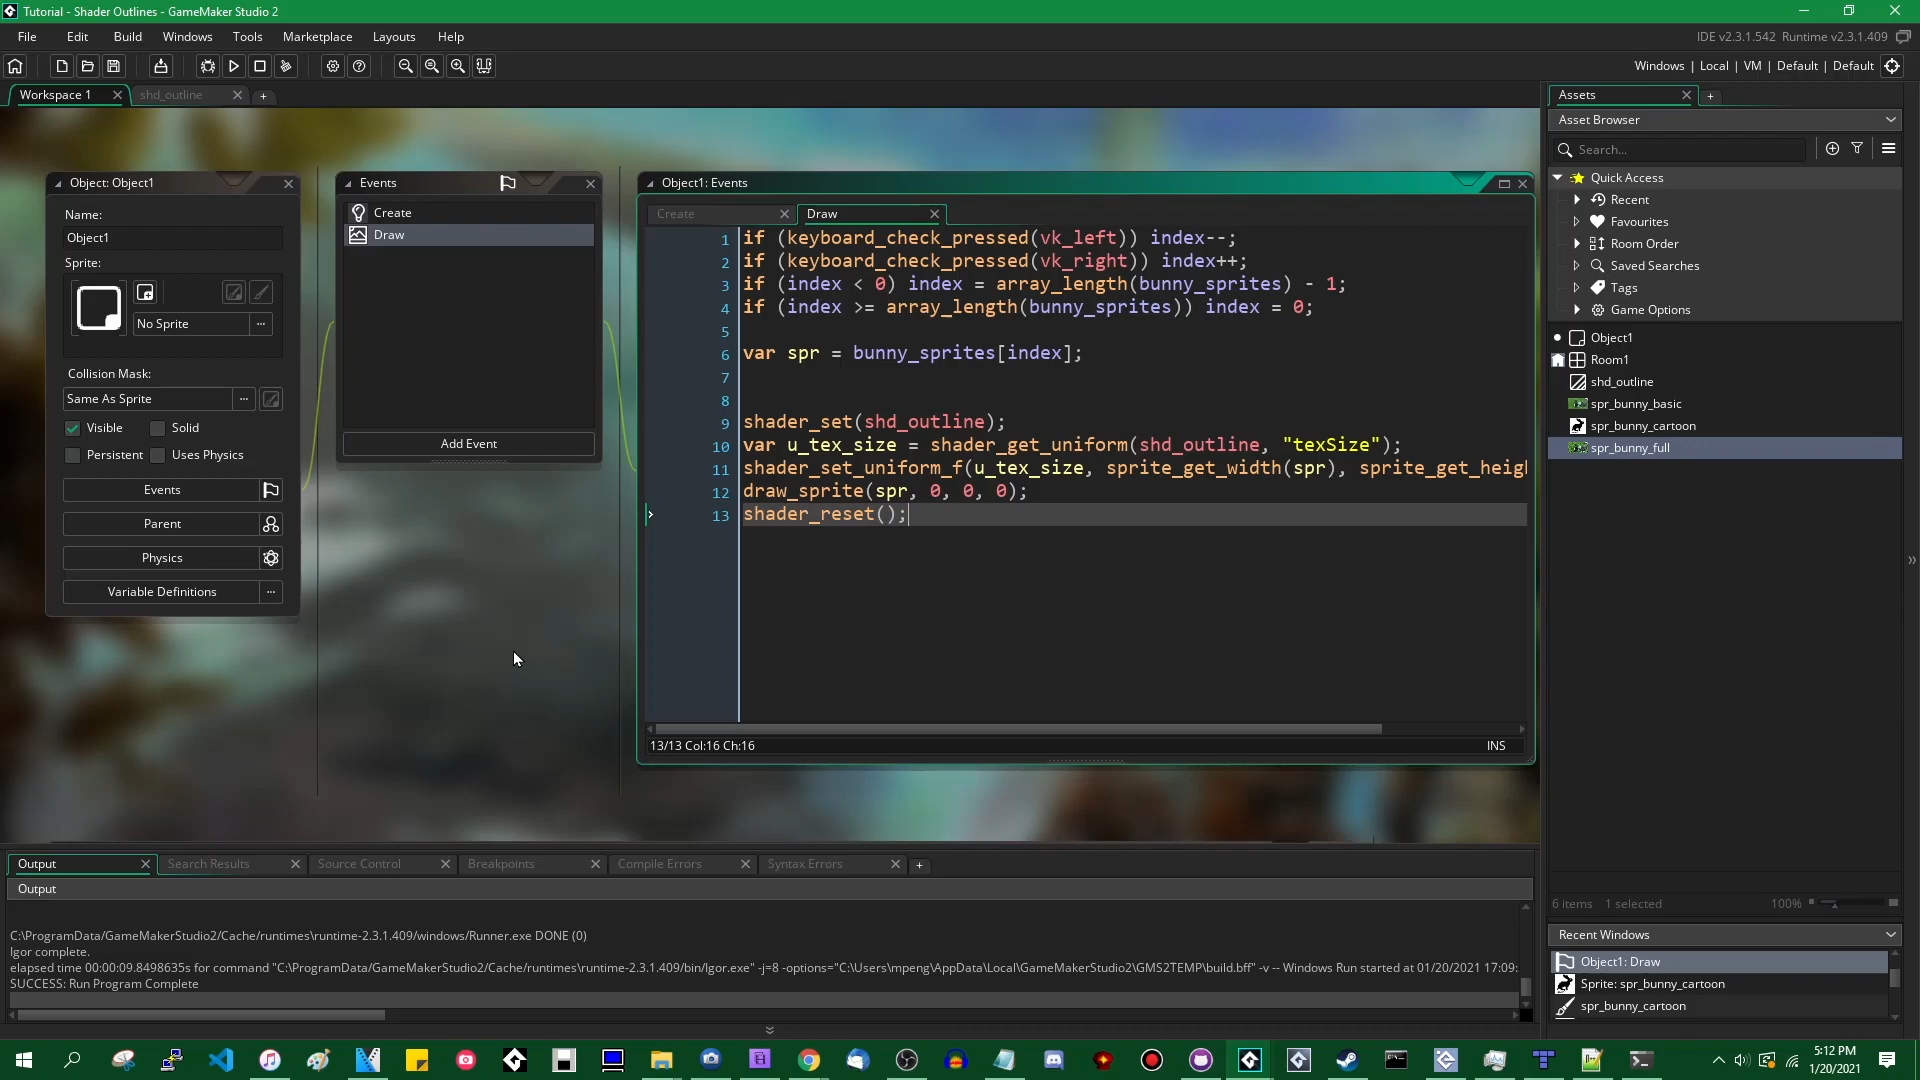 Tutorial - Shader Outlines - GameMaker Studio 2
File Edit Build Windows Tools Marketplace Layouts Help
IDE v2.3.1.542 Runtime v2.3.1.409
Windows | Local | VM | Default | Default
Workspace 1
shd_outline
Object: Object1
Name:
Object1
Sprite:
No Sprite
Collision Mask:
Same As Sprite
Visible Solid
Persistent Uses Physics
Events
Parent
Physics
Variable Definitions
Events
Create
Draw
Add Event
Object1: Events
Create
Draw
1 if (keyboard_check_pressed(vk_left)) index--;
2 if (keyboard_check_pressed(vk_right)) index++;
3 if (index < 0) index = array_length(bunny_sprites) - 1;
4 if (index >= array_length(bunny_sprites)) index = 0;
5
6 var spr = bunny_sprites[index];
7
8
9 shader_set(shd_outline);
10 var u_tex_size = shader_get_uniform(shd_outline, "texSize");
11 shader_set_uniform_f(u_tex_size, sprite_get_width(spr), sprite_get_heigh
12 draw_sprite(spr, 0, 0, 0);
13 shader_reset();
13/13 Col:16 Ch:16
INS
Assets
Asset Browser
Search...
Quick Access
Recent
Favourites
Room Order
Saved Searches
Tags
Game Options
Object1
Room1
shd_outline
spr_bunny_basic
spr_bunny_cartoon
spr_bunny_full
6 items 1 selected
100%
Recent Windows
Object1: Draw
Sprite: spr_bunny_cartoon
spr_bunny_cartoon
Output
Search Results
Source Control
Breakpoints
Compile Errors
Syntax Errors
Output
C:\ProgramData/GameMakerStudio2/Cache/runtimes\runtime-2.3.1.409/windows/Runner.exe DONE (0)
Igor complete.
elapsed time 00:00:09.8498635s for command "C:\ProgramData/GameMakerStudio2/Cache/runtimes\runtime-2.3.1.409/bin/Igor.exe" -j=8 -options="C:\Users\mpeng\AppData\Local\GameMakerStudio2\GMS2TEMP\build.bff" -v -- Windows Run started at 01/20/2021 17:09:
SUCCESS: Run Program Complete
5:12 PM
1/20/2021